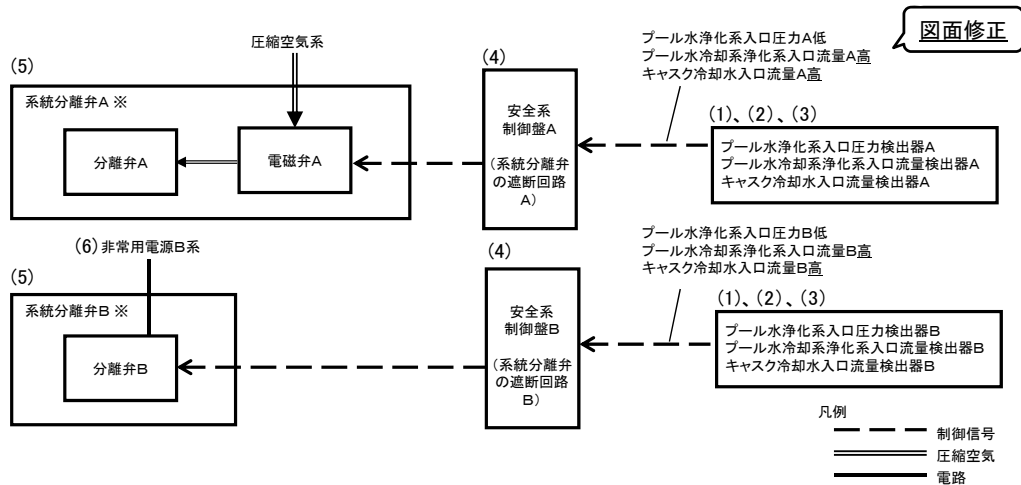 図面修正
圧縮空気系
(5)
系統分離弁A ※
分離弁A
電磁弁A
(4)
安全系
制御盤A
(系統分離弁
の遮断回路
A)
プール水浄化系入口圧力A低
プール水冷却系浄化系入口流量A高
キャスク冷却水入口流量A高
(1)、(2)、(3)
プール水浄化系入口圧力検出器A
プール水冷却系浄化系入口流量検出器A
キャスク冷却水入口流量検出器A
(6) 非常用電源B系
(5)
系統分離弁B ※
分離弁B
(4)
安全系
制御盤B
(系統分離弁
の遮断回路
B)
プール水浄化系入口圧力B低
プール水冷却系浄化系入口流量B高
キャスク冷却水入口流量B高
(1)、(2)、(3)
プール水浄化系入口圧力検出器B
プール水冷却系浄化系入口流量検出器B
キャスク冷却水入口流量検出器B
凡例
制御信号
圧縮空気
電路